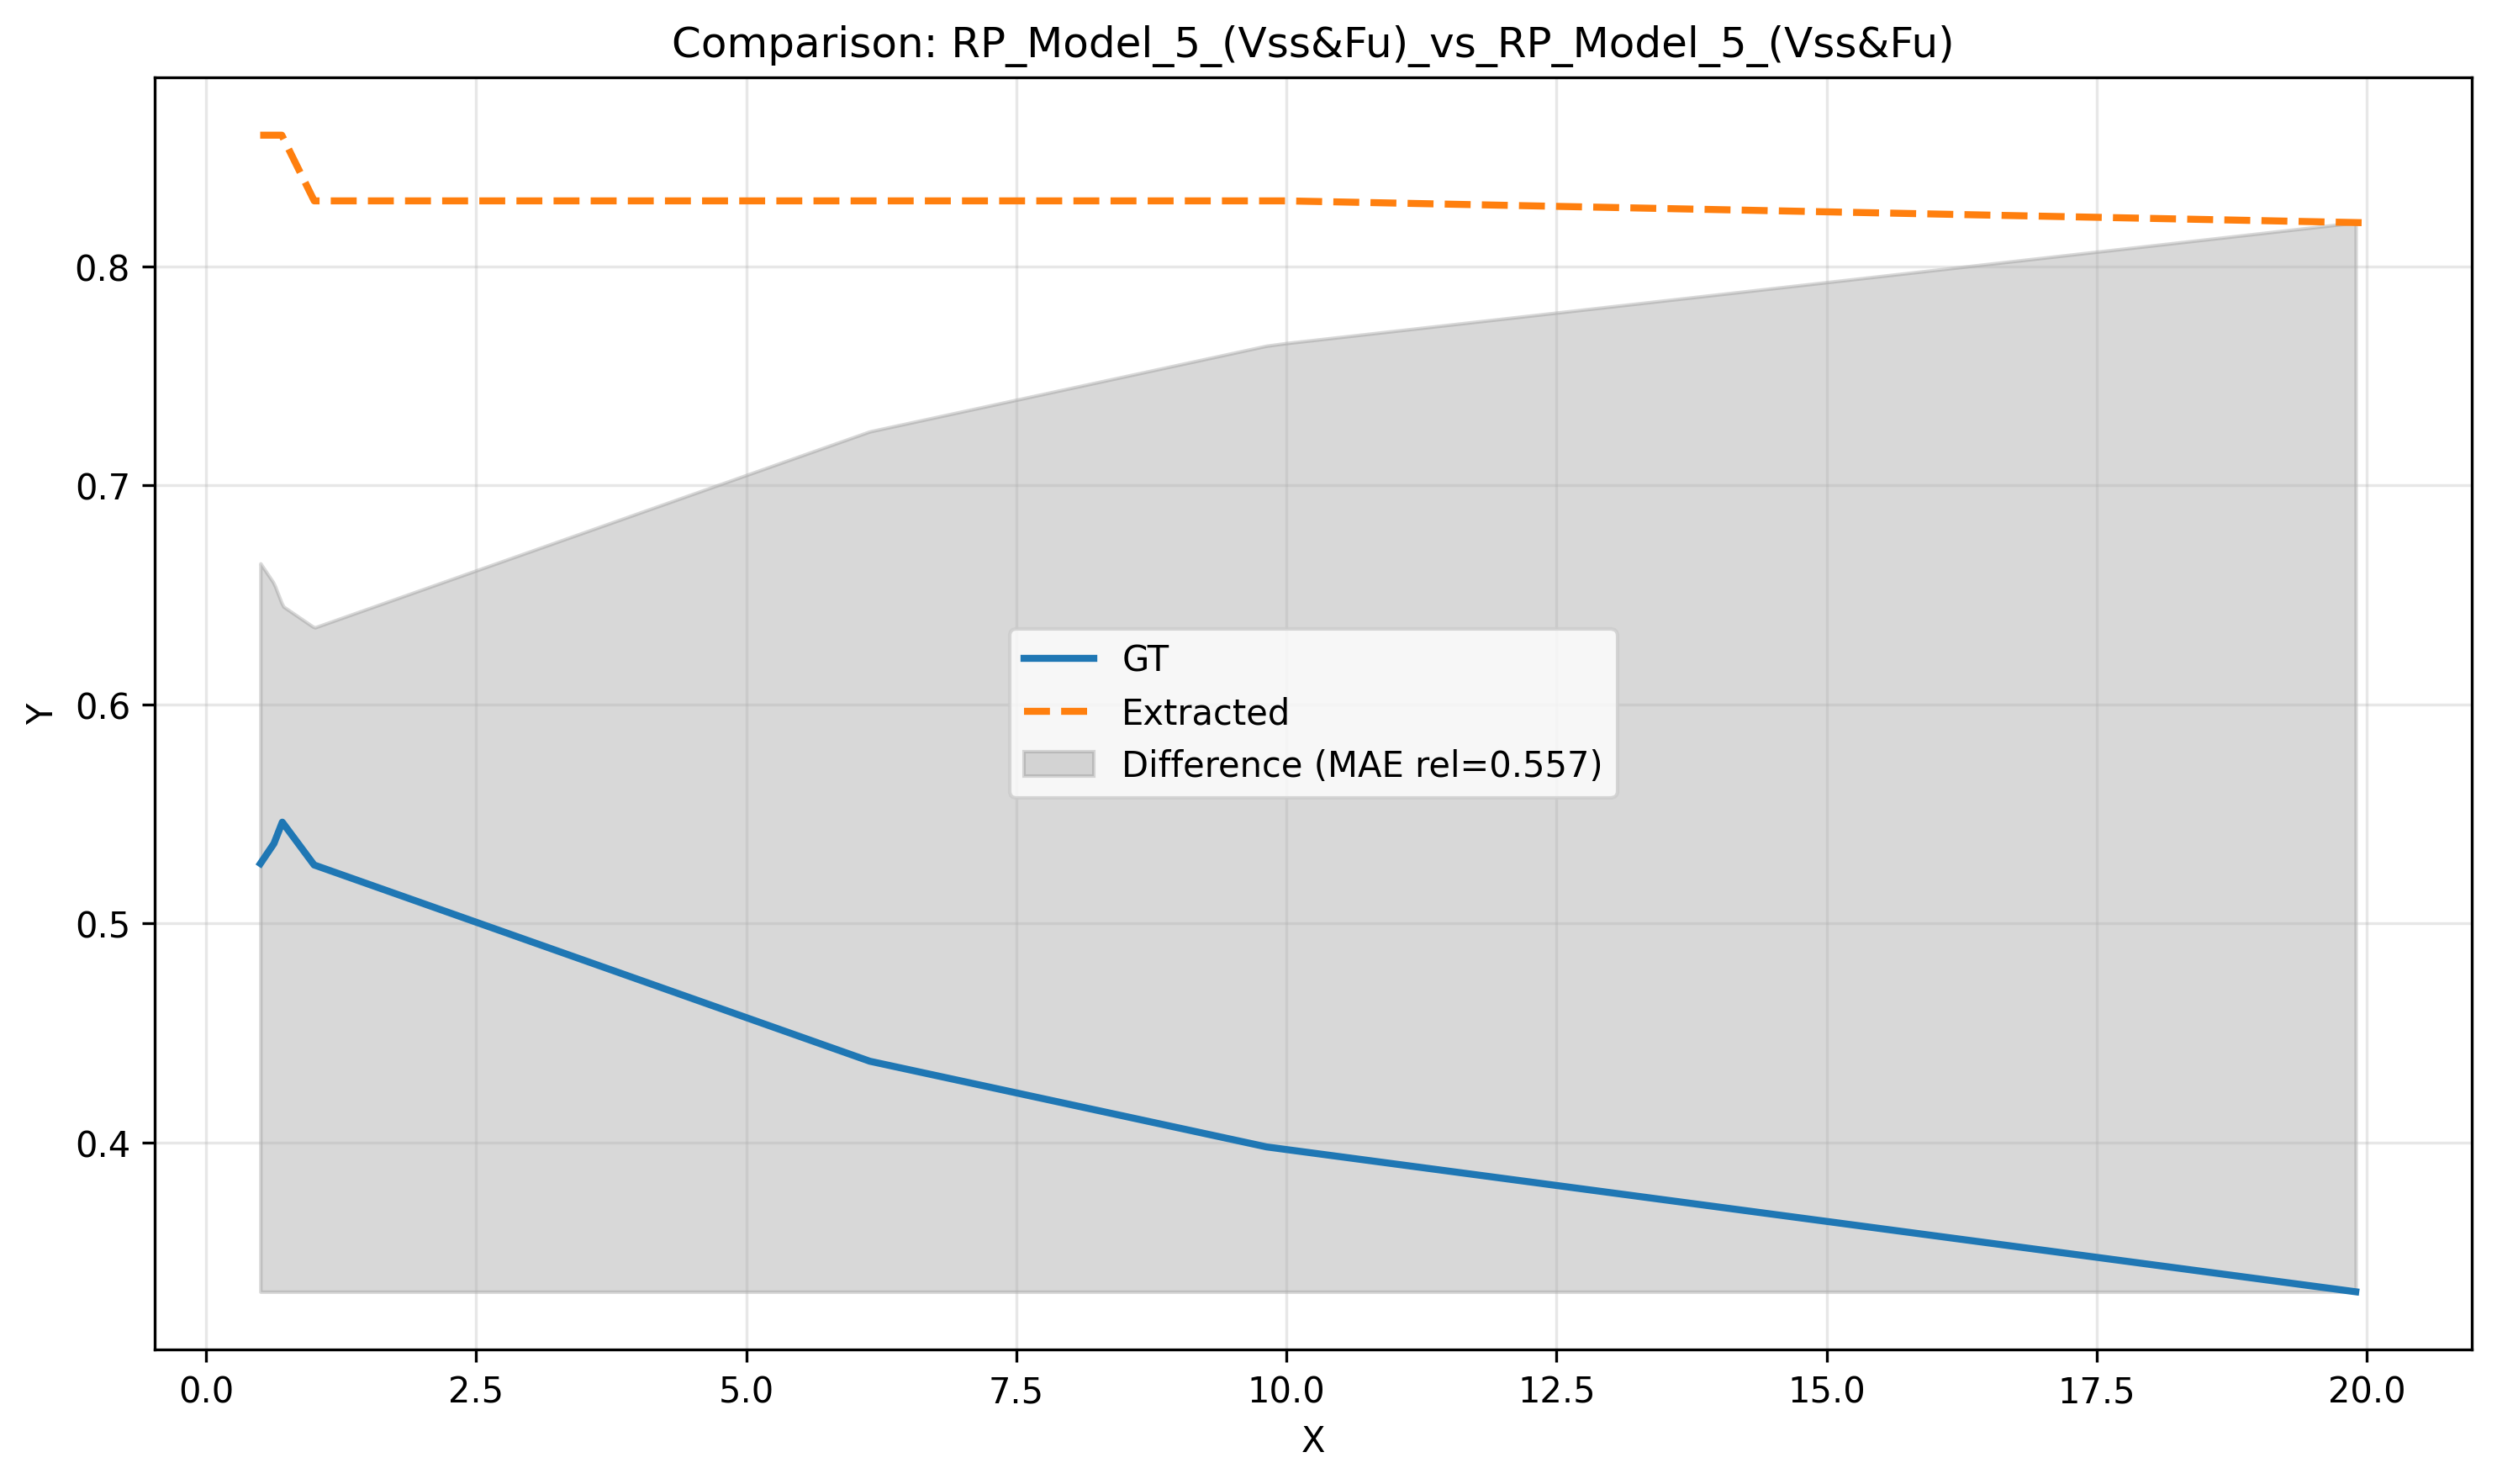 Comparison: RP_Model_5_(Vss&Fu)_vs_RP_Model_5_(Vss&Fu)
Y
0.8
0.7
0.6
0.5
0.4
GT
Extracted
Difference (MAE rel=0.557)
0.0 2.5 5.0 7.5 10.0 12.5 15.0 17.5 20.0
X